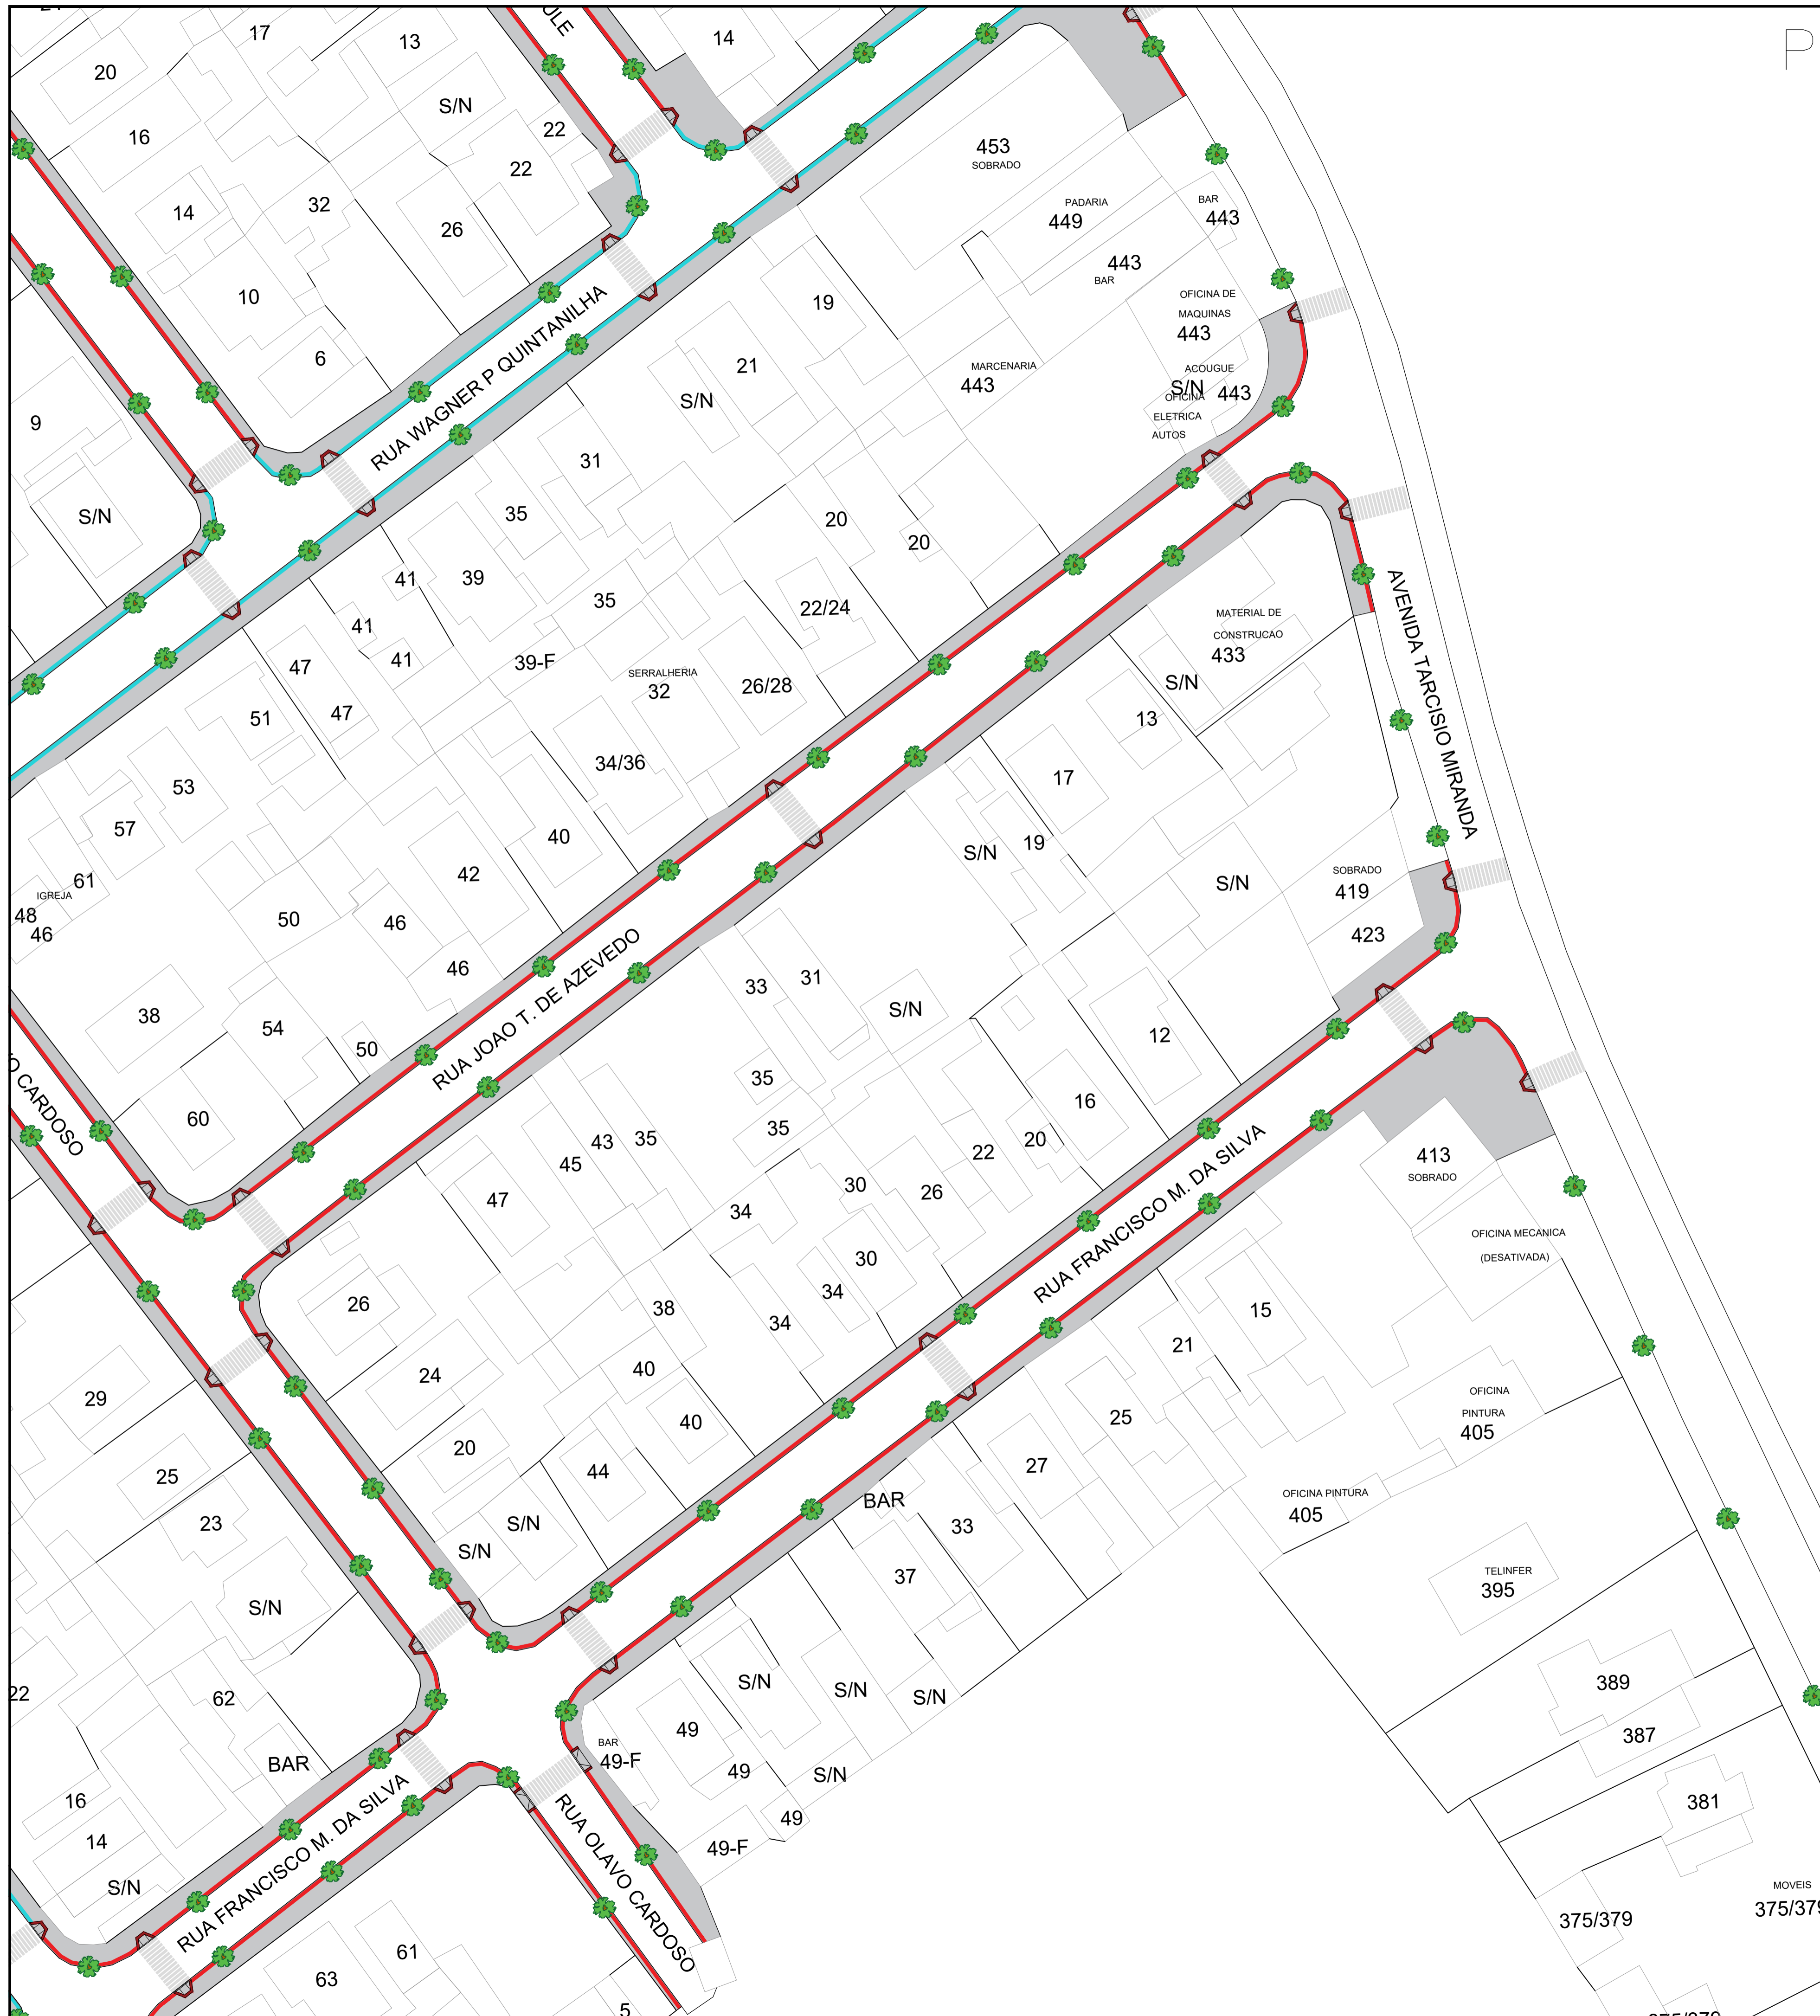 P
ULE
17
13
14
20
S/N
22
16
453
SOBRADO
22
14
32
26
PADARIA
449
BAR
443
443
BAR
10
OFICINA DE
MAQUINAS
443
19
6
RUA WAGNER P QUINTANILHA
MARCENARIA
443
ACOUGUE
S/N
443
OFICINA
ELETRICA
AUTOS
21
S/N
9
31
S/N
35
20
20
39
41
41
41
35
22/24
39-F
MATERIAL DE
CONSTRUCAO
433
AVENIDA TARCISIO MIRANDA
47
47
SERRALHERIA
32
26/28
S/N
13
51
34/36
17
53
57
40
19
S/N
42
61
IGREJA
48
46
50
46
46
S/N
SOBRADO
419
423
RUA JOAO T. DE AZEVEDO
33
31
S/N
38
54
50
12
O CARDOSO
60
35
35
35
43
45
47
16
20
22
RUA FRANCISCO M. DA SILVA
413
SOBRADO
30
26
34
OFICINA MECANICA
(DESATIVADA)
30
34
34
26
38
15
21
24
40
40
29
25
OFICINA
PINTURA
405
20
44
27
25
S/N
S/N
BAR
33
OFICINA PINTURA
405
23
37
TELINFER
395
S/N
22
62
S/N
S/N
S/N
389
387
49
BAR
49-F
49
S/N
BAR
16
14
S/N
RUA FRANCISCO M. DA SILVA
RUA OLAVO CARDOSO
49
49-F
381
MOVEIS
375/379
375/379
61
63
5